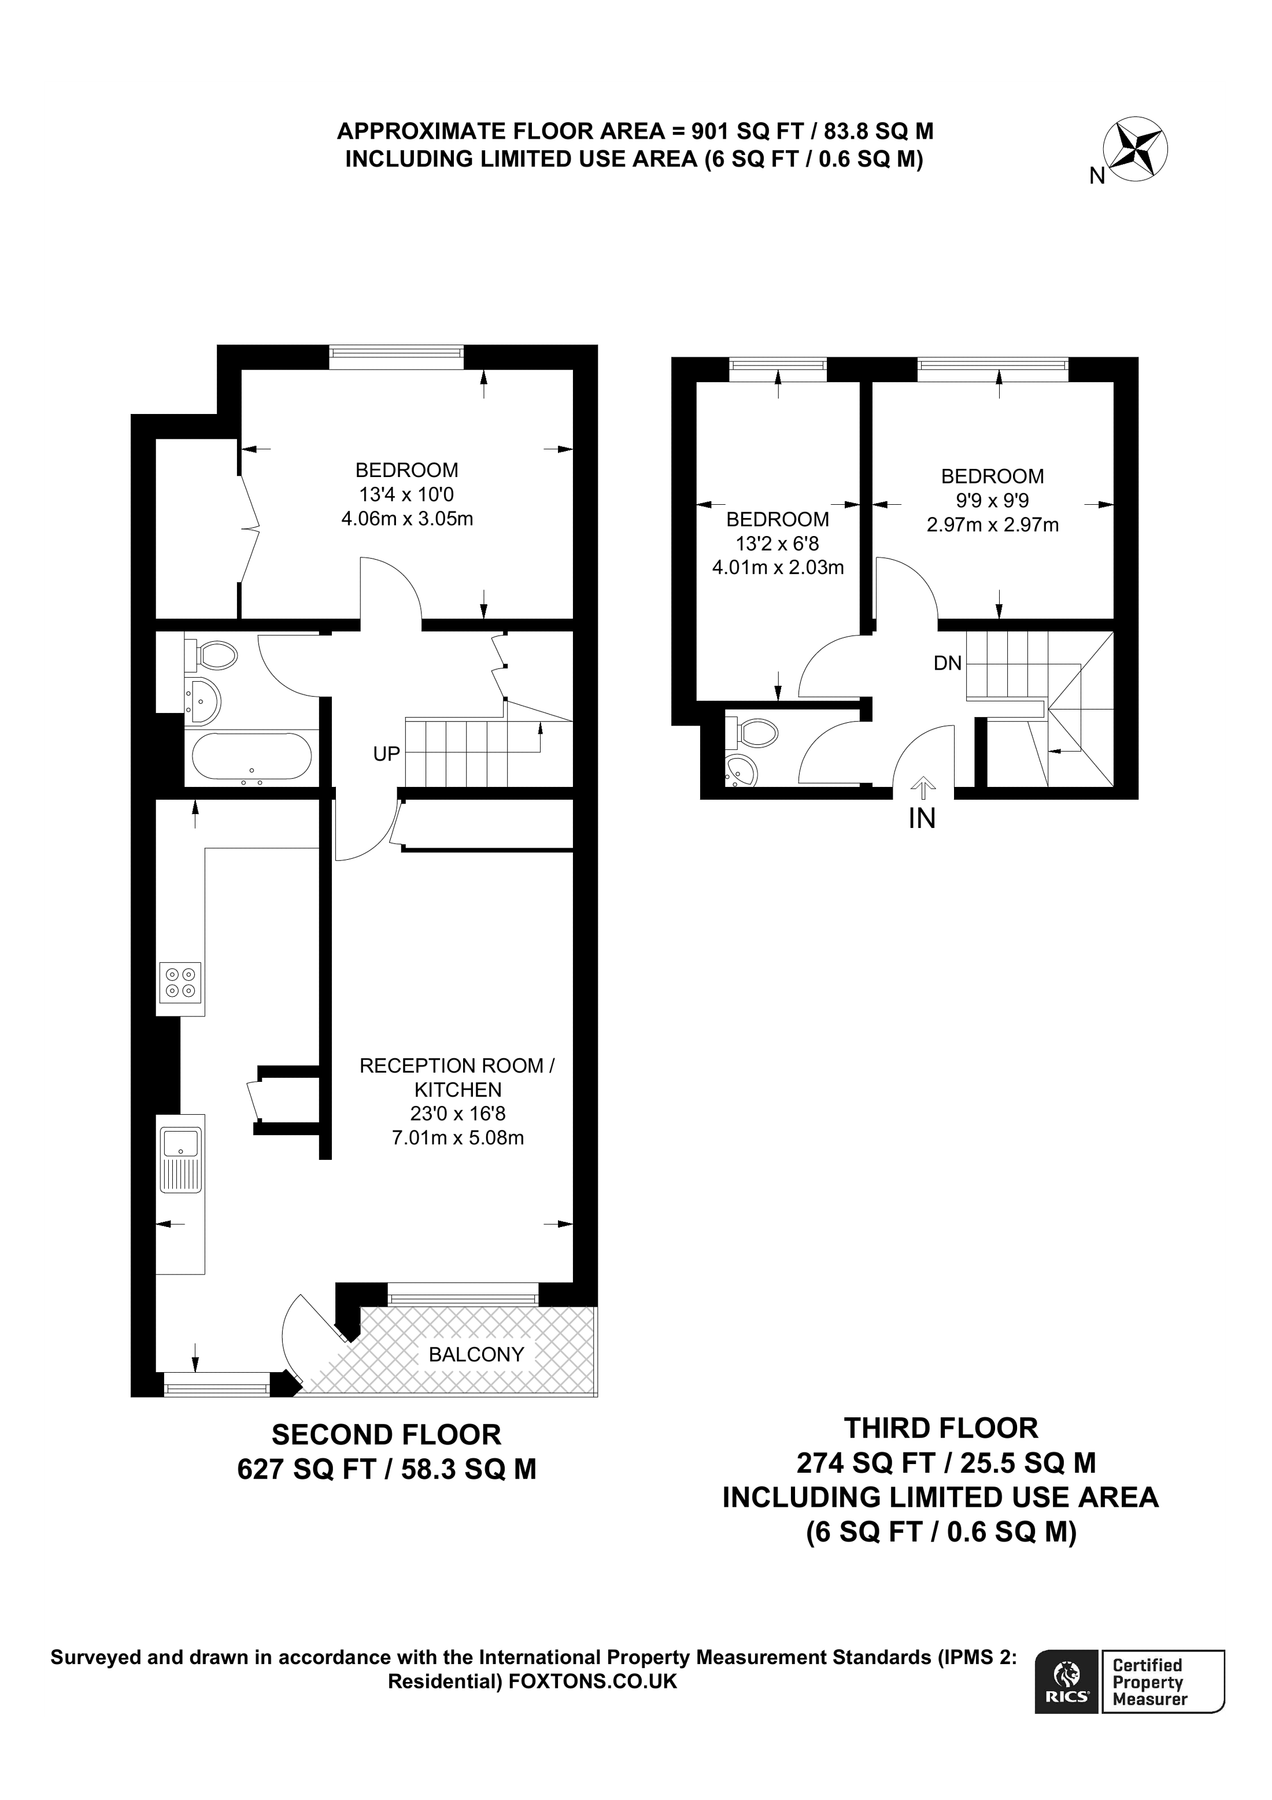 APPROXIMATE FLOOR AREA = 901 SQ FT / 83.8 SQ M
INCLUDING LIMITED USE AREA (6 SQ FT / 0.6 SQ M)
N
BEDROOM
13'4 x 10'0
4.06m x 3.05m
BEDROOM
9'9 x 9'9
2.97m x 2.97m
BEDROOM
13'2 x 6'8
4.01m x 2.03m
DN
UP
IN
RECEPTION ROOM /
KITCHEN
23'0 x 16'8
7.01m x 5.08m
BALCONY
SECOND FLOOR
627 SQ FT / 58.3 SQ M
THIRD FLOOR
274 SQ FT / 25.5 SQ M
INCLUDING LIMITED USE AREA
(6 SQ FT / 0.6 SQ M)
Surveyed and drawn in accordance with the International Property Measurement Standards (IPMS 2:
Residential) FOXTONS.CO.UK
RICS
Certified
Property
Measurer